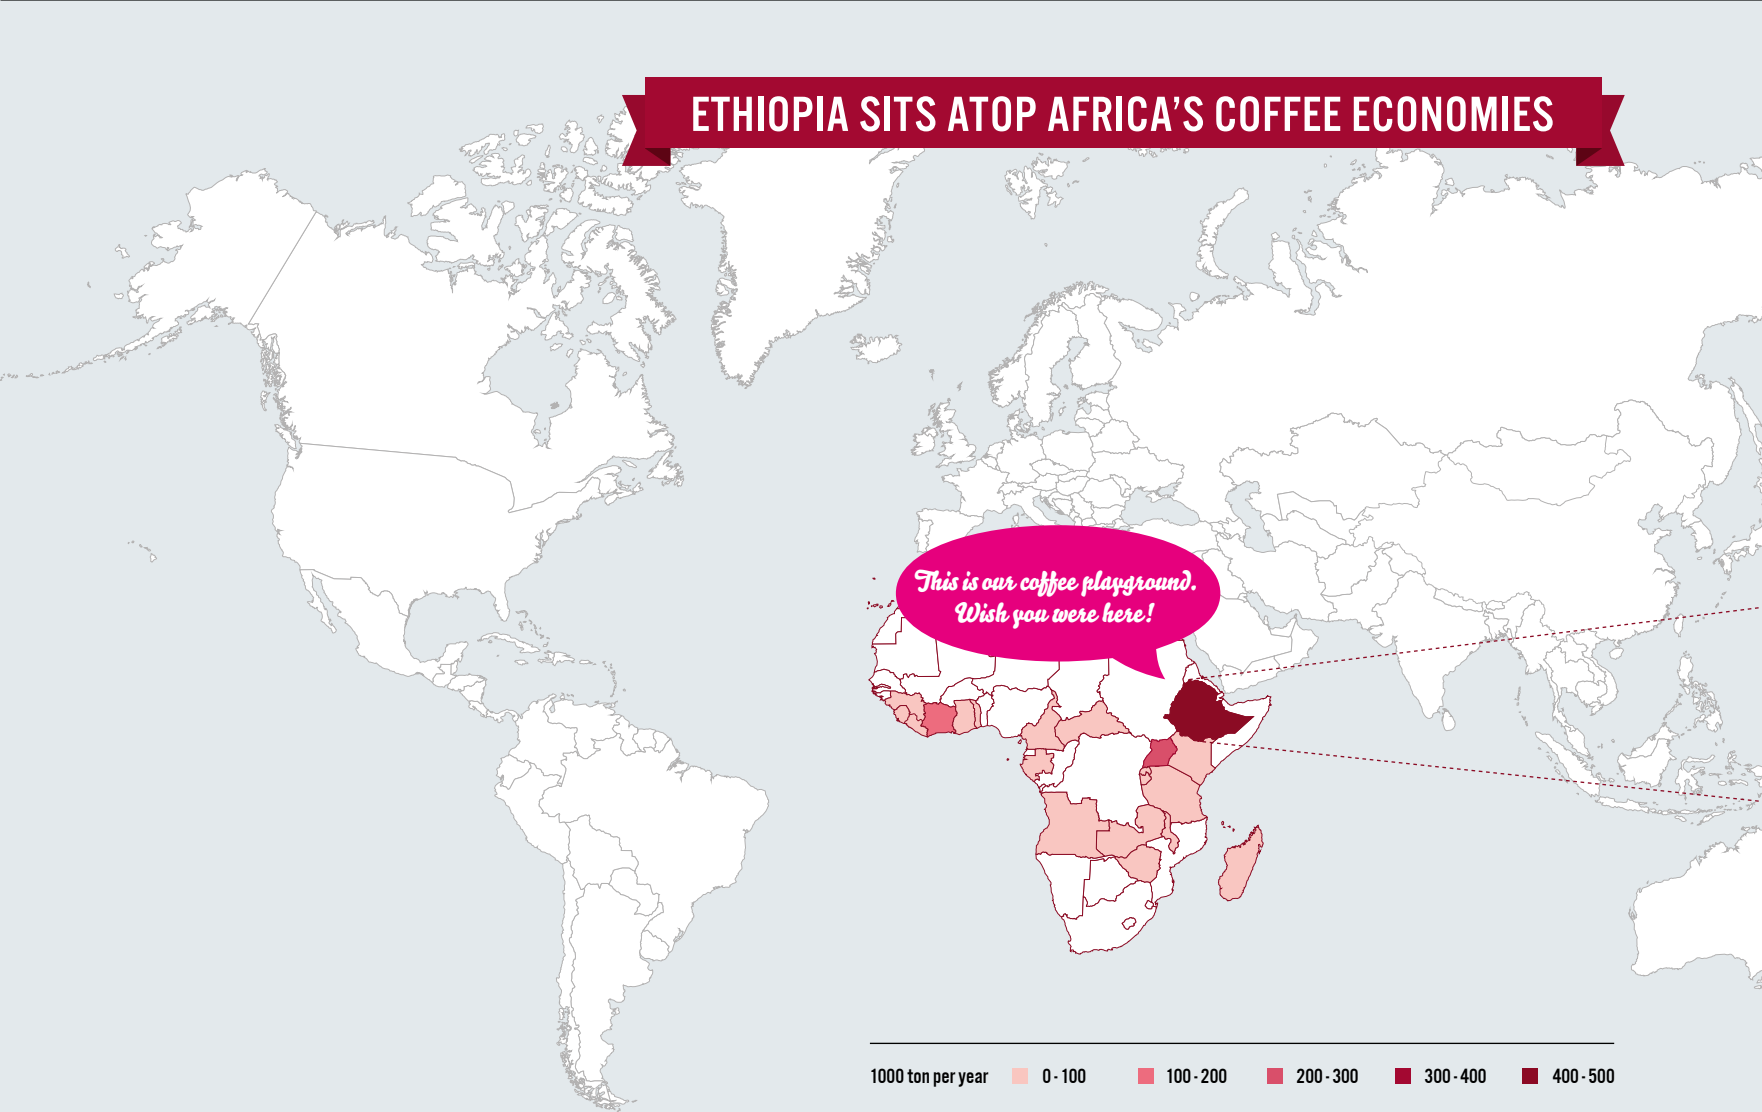 ETHIOPIA SITS ATOP AFRICA'S COFFEE ECONOMIES
This is our coffee playground.
Wish you were here!
1000 ton per year 0 - 100 100 - 200 200 - 300 300 - 400 400 - 500